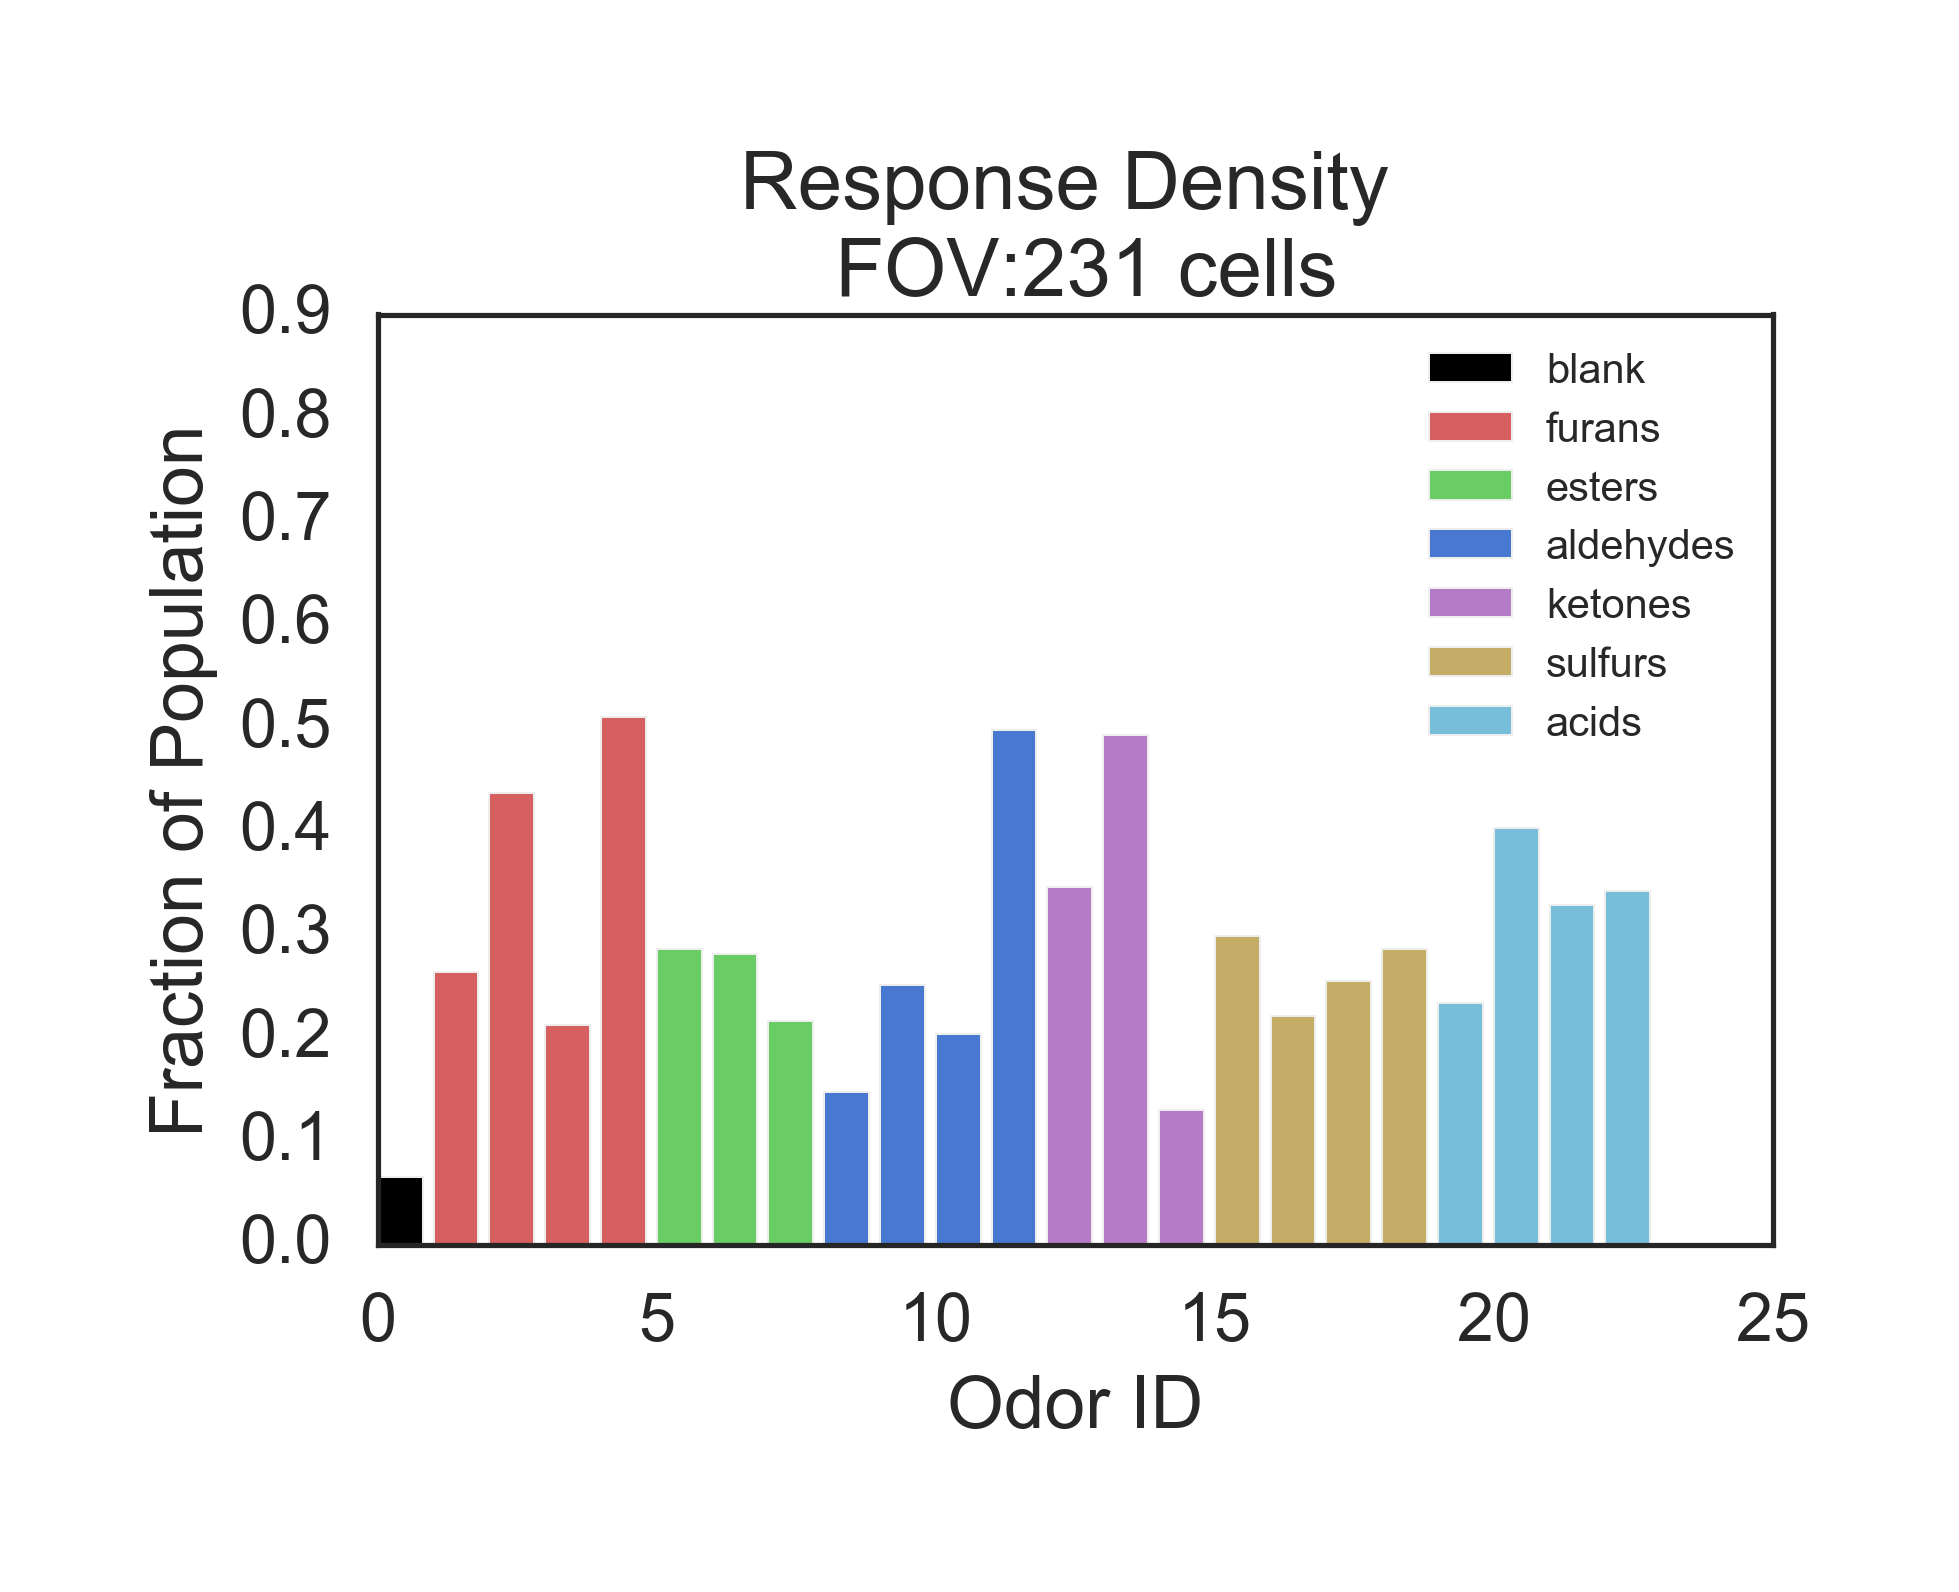 Response Density
FOV:231 cells
0.9
0.8
0.7
0.6
0.5
0.4
0.3
0.2
0.1
0.0
Fraction of Population
blank
furans
esters
aldehydes
ketones
sulfurs
acids
0 5 10 15 20 25
Odor ID